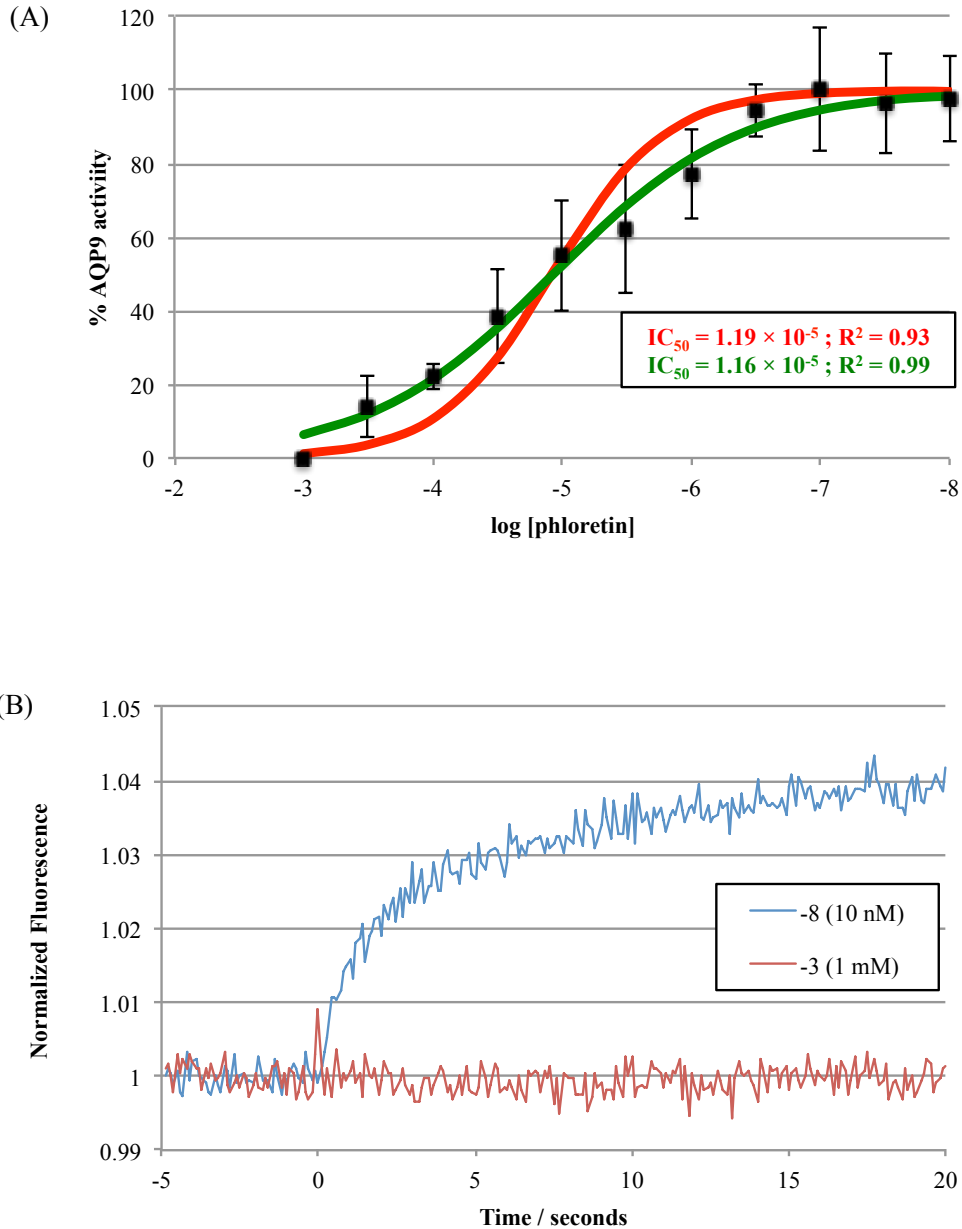 (A)
120
100
80
60
40
20
0
% AQP9 activiity
-2 -3 -4 -5 -6 -7 -8
log [phloretin]
IC50 = 1.19 × 10-5 ; R2 = 0.93
IC50 = 1.16 × 10-5 ; R2 = 0.99
(B)
1.05
1.04
1.03
1.02
1.01
1
0.99
Normalized Fluorescence
-5 0 5 10 15 20
Time / seconds
-8 (10 nM)
-3 (1 mM)